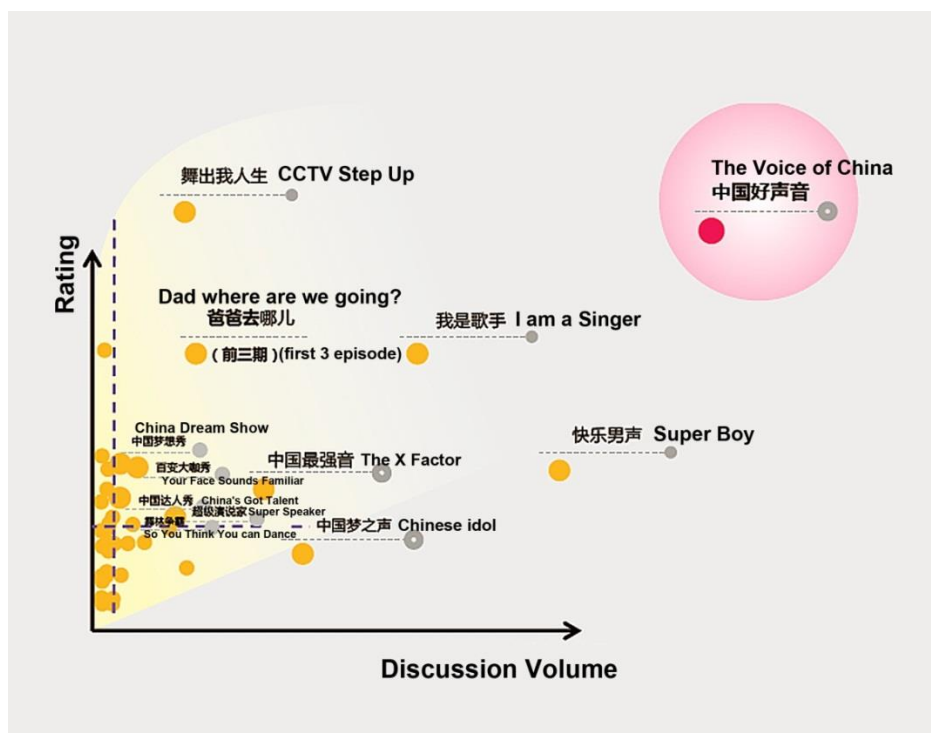 舞出我人生 CCTV Step Up
The Voice of China
中国好声音
Rating
Dad where are we going?
爸爸去哪儿
(前三期)(first 3 episode)
我是歌手 I am a Singer
China Dream Show
中国梦想秀
百变大咖秀
Your Face Sounds Familiar
中国最强音 The X Factor
快乐男声 Super Boy
中国达人秀 China's Got Talent
超级演说家 Super Speaker
So You Think You can Dance
中国梦之声 Chinese idol
Discussion Volume